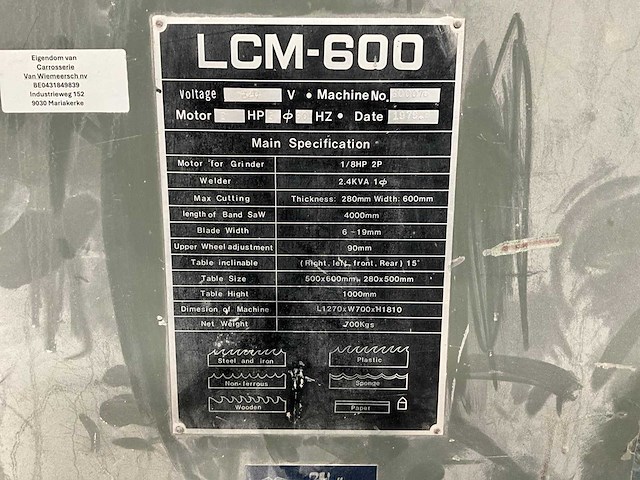 LCM-600
Eigendom van
Carrosserie
Van Wiemeersch nv
BE0431849839
Industrieweg 152
9030 Mariakerke
Voltage V • Machine No.
Motor HP ϕ HZ • Date
Main Specification
Motor for Grinder 1/8HP 2P
Welder 2.4KVA 1ϕ
Max Cutting Thickness: 280mm Width: 600mm
length of Band SaW 4000mm
Blade Width 6-19mm
Upper Wheel adjustment 90mm
Table inclinable (Right, left, front, Rear) 15°
Table Size 500x600mm 280x500mm
Table Hight 1000mm
Dimesion of Machine L1270xW700xH1810
Net Weight 700Kgs
Steel and iron Plastic
Non-ferrous Sponge
Wooden Paper